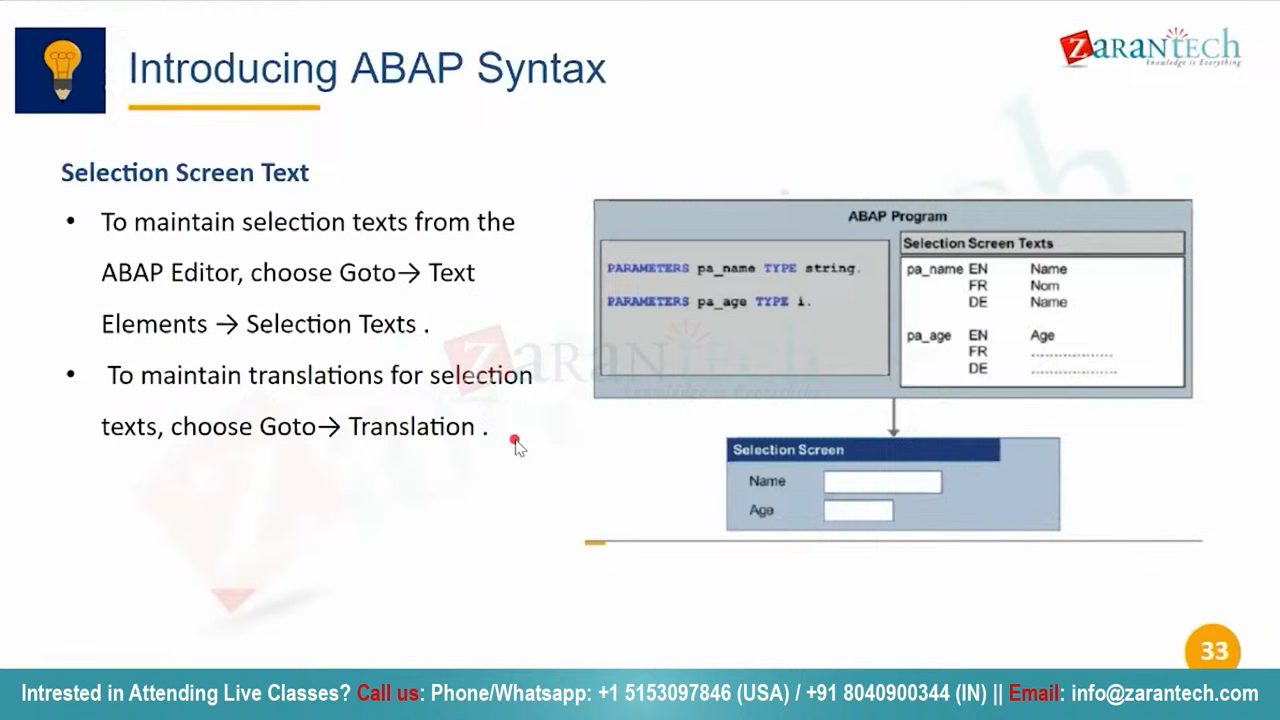 Introducing ABAP Syntax
ZARANTECH
knowledge is Everything
Selection Screen Text
• To maintain selection texts from the
ABAP Editor, choose Goto→ Text
Elements → Selection Texts .
• To maintain translations for selection
texts, choose Goto→ Translation .
ABAP Program
PARAMETERS pa_name TYPE string.
PARAMETERS pa_age TYPE i.
Selection Screen Texts
pa_name EN Name
FR Nom
DE Name
pa_age EN Age
FR ...................
DE ...................
Selection Screen
Name
Age
ZARANTECH
knowledge is Everything
33
Intrested in Attending Live Classes? Call us: Phone/Whatsapp: +1 5153097846 (USA) / +91 8040900344 (IN) || Email: info@zarantech.com